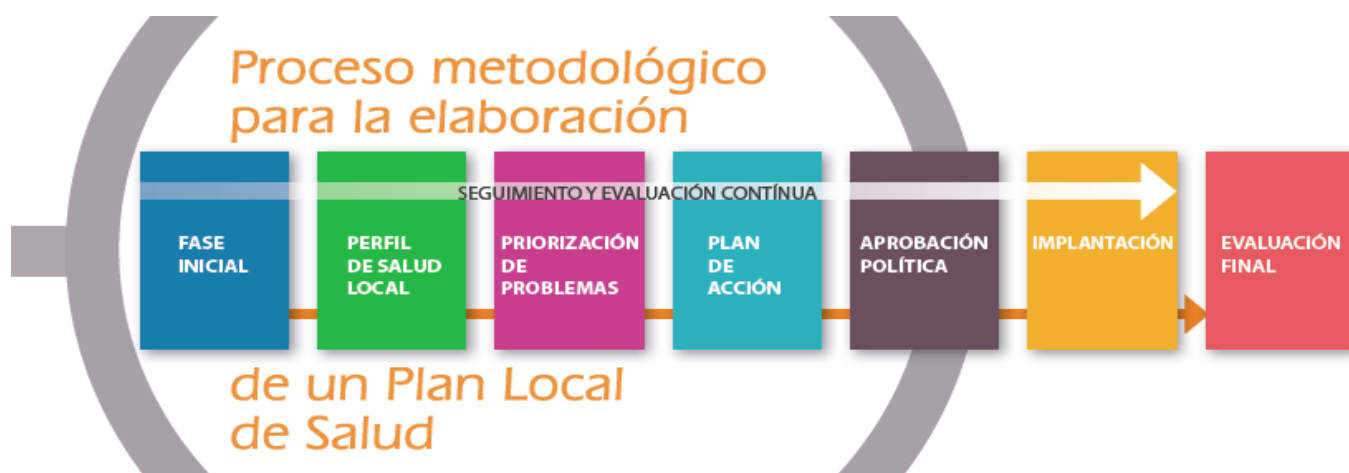 Proceso metodológico
para la elaboración
SEGUIMIENTO Y EVALUACIÓN CONTÍNUA
FASE
INICIAL
PERFIL
DE SALUD
LOCAL
PRIORIZACIÓN
DE
PROBLEMAS
PLAN
DE
ACCIÓN
APROBACIÓN
POLÍTICA
IMPLANTACIÓN
EVALUACIÓN
FINAL
de un Plan Local
de Salud